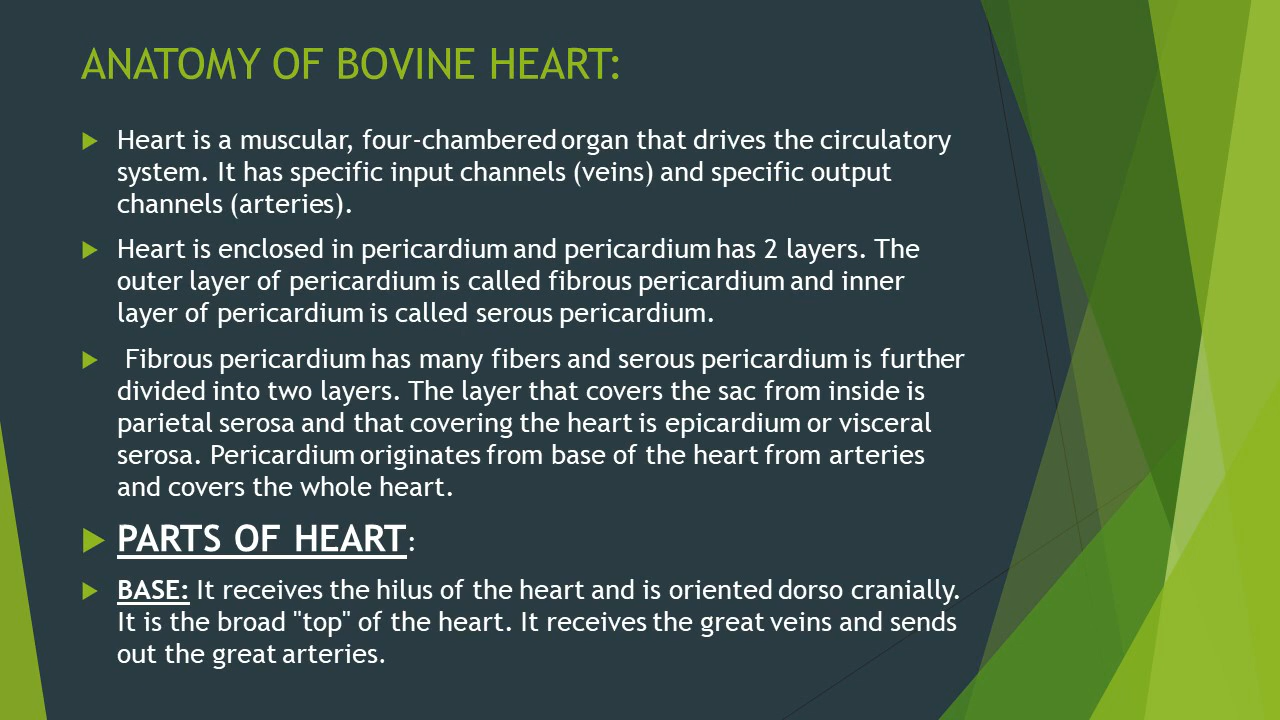 ANATOMY OF BOVINE HEART:
Heart is a muscular, four-chambered organ that drives the circulatory
system. It has specific input channels (veins) and specific output
channels (arteries).
Heart is enclosed in pericardium and pericardium has 2 layers. The
outer layer of pericardium is called fibrous pericardium and inner
layer of pericardium is called serous pericardium.
Fibrous pericardium has many fibers and serous pericardium is further
divided into two layers. The layer that covers the sac from inside is
parietal serosa and that covering the heart is epicardium or visceral
serosa. Pericardium originates from base of the heart from arteries
and covers the whole heart.
PARTS OF HEART:
BASE: It receives the hilus of the heart and is oriented dorso cranially.
It is the broad "top" of the heart. It receives the great veins and sends
out the great arteries.